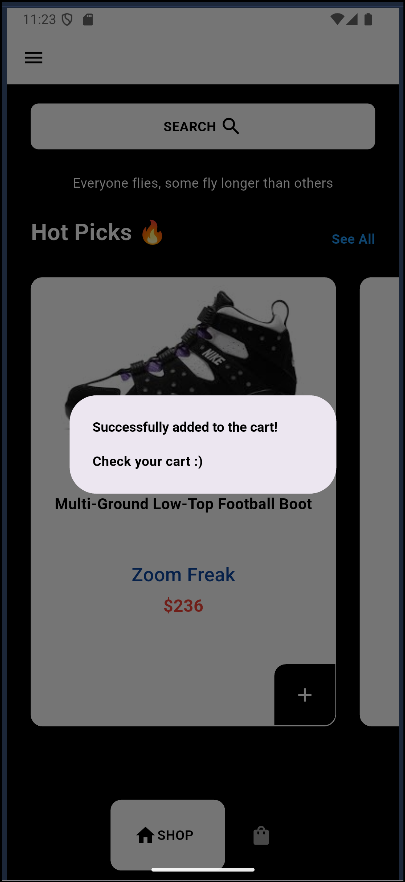 11:23
SEARCH
Everyone flies, some fly longer than others
Hot Picks 🔥
See All
NIKE
Successfully added to the cart!
Check your cart :)
Multi-Ground Low-Top Football Boot
Zoom Freak
$236
+
SHOP